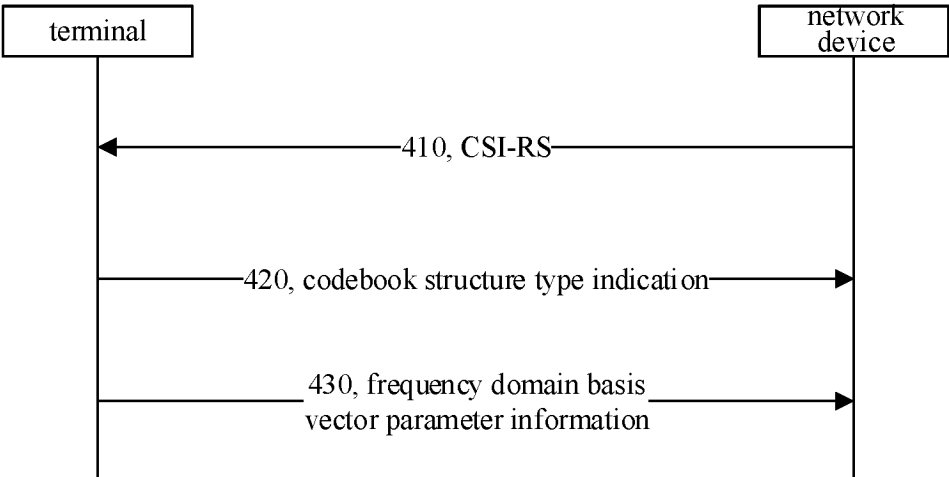 terminal
network
device
410, CSI-RS
420, codebook structure type indication
430, frequency domain basis
vector parameter information